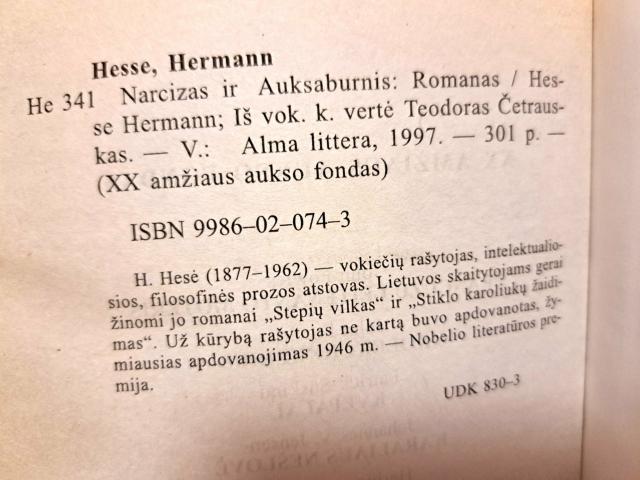 Hesse, Hermann
He 341 Narcizas ir Auksaburnis: Romanas / Hes-
se Hermann; Iš vok. k. vertė Teodoras Četraus-
kas. — V.: Alma littera, 1997. — 301 p. —
(XX amžiaus aukso fondas)
ISBN 9986–02–074–3
H. Hesė (1877–1962) — vokiečių rašytojas, intelektualio-
sios, filosofinės prozos atstovas. Lietuvos skaitytojams gerai
žinomi jo romanai „Stepių vilkas“ ir „Stiklo karoliukų žaidi-
mas“. Už kūrybą rašytojas ne kartą buvo apdovanotas, žy-
miausias apdovanojimas 1946 m. — Nobelio literatūros pre-
mija.
UDK 830–3